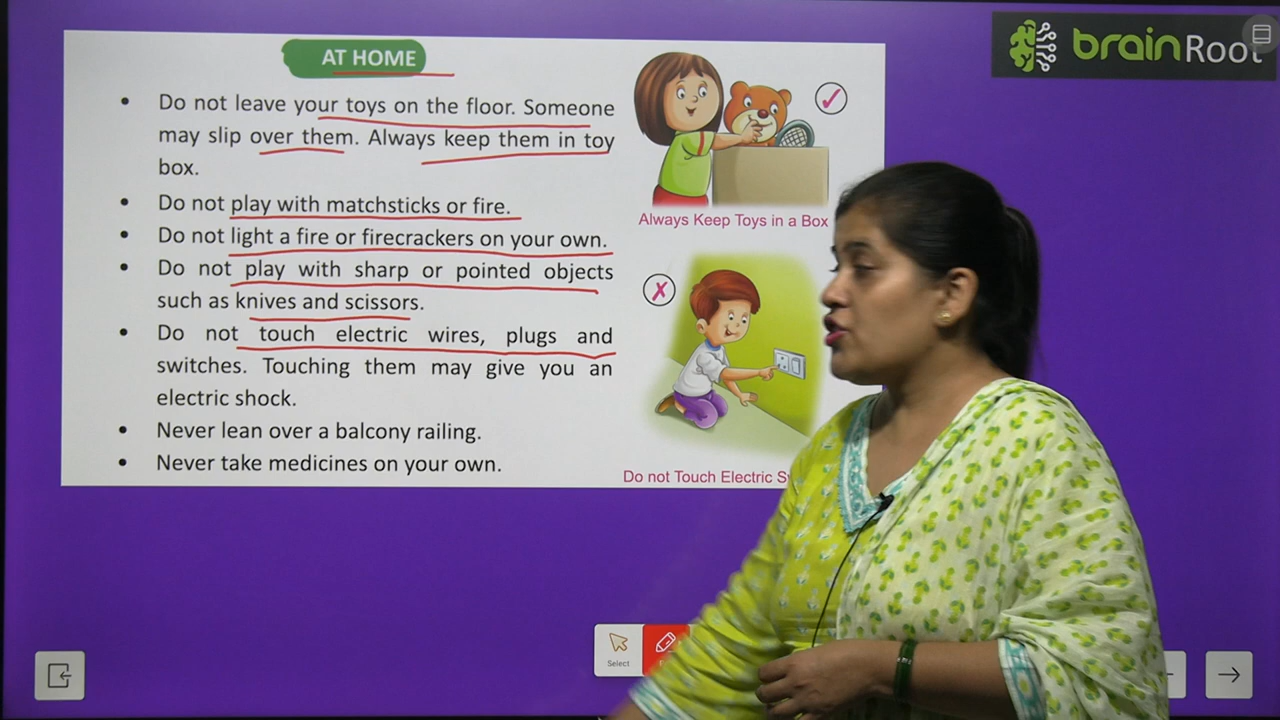 AT HOME
• Do not leave your toys on the floor. Someone
may slip over them. Always keep them in toy
box.
• Do not play with matchsticks or fire.
• Do not light a fire or firecrackers on your own.
• Do not play with sharp or pointed objects
such as knives and scissors.
• Do not touch electric wires, plugs and
switches. Touching them may give you an
electric shock.
• Never lean over a balcony railing.
• Never take medicines on your own.
Always Keep Toys in a Box
Do not Touch Electric
brainRoot
Select